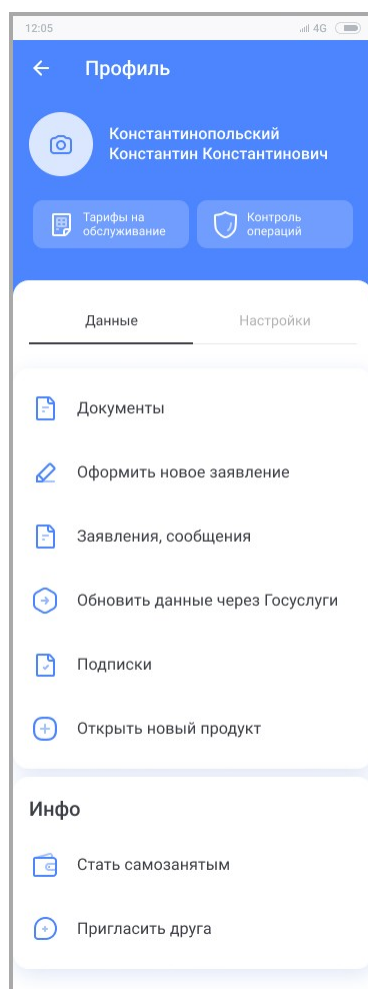 12:05
4G
Профиль
Константинопольский
Константин Константинович
Тарифы на
обслуживание
Контроль
операций
Данные
Настройки
Документы
Оформить новое заявление
Заявления, сообщения
Обновить данные через Госуслуги
Подписки
Открыть новый продукт
Инфо
Стать самозанятым
Пригласить друга